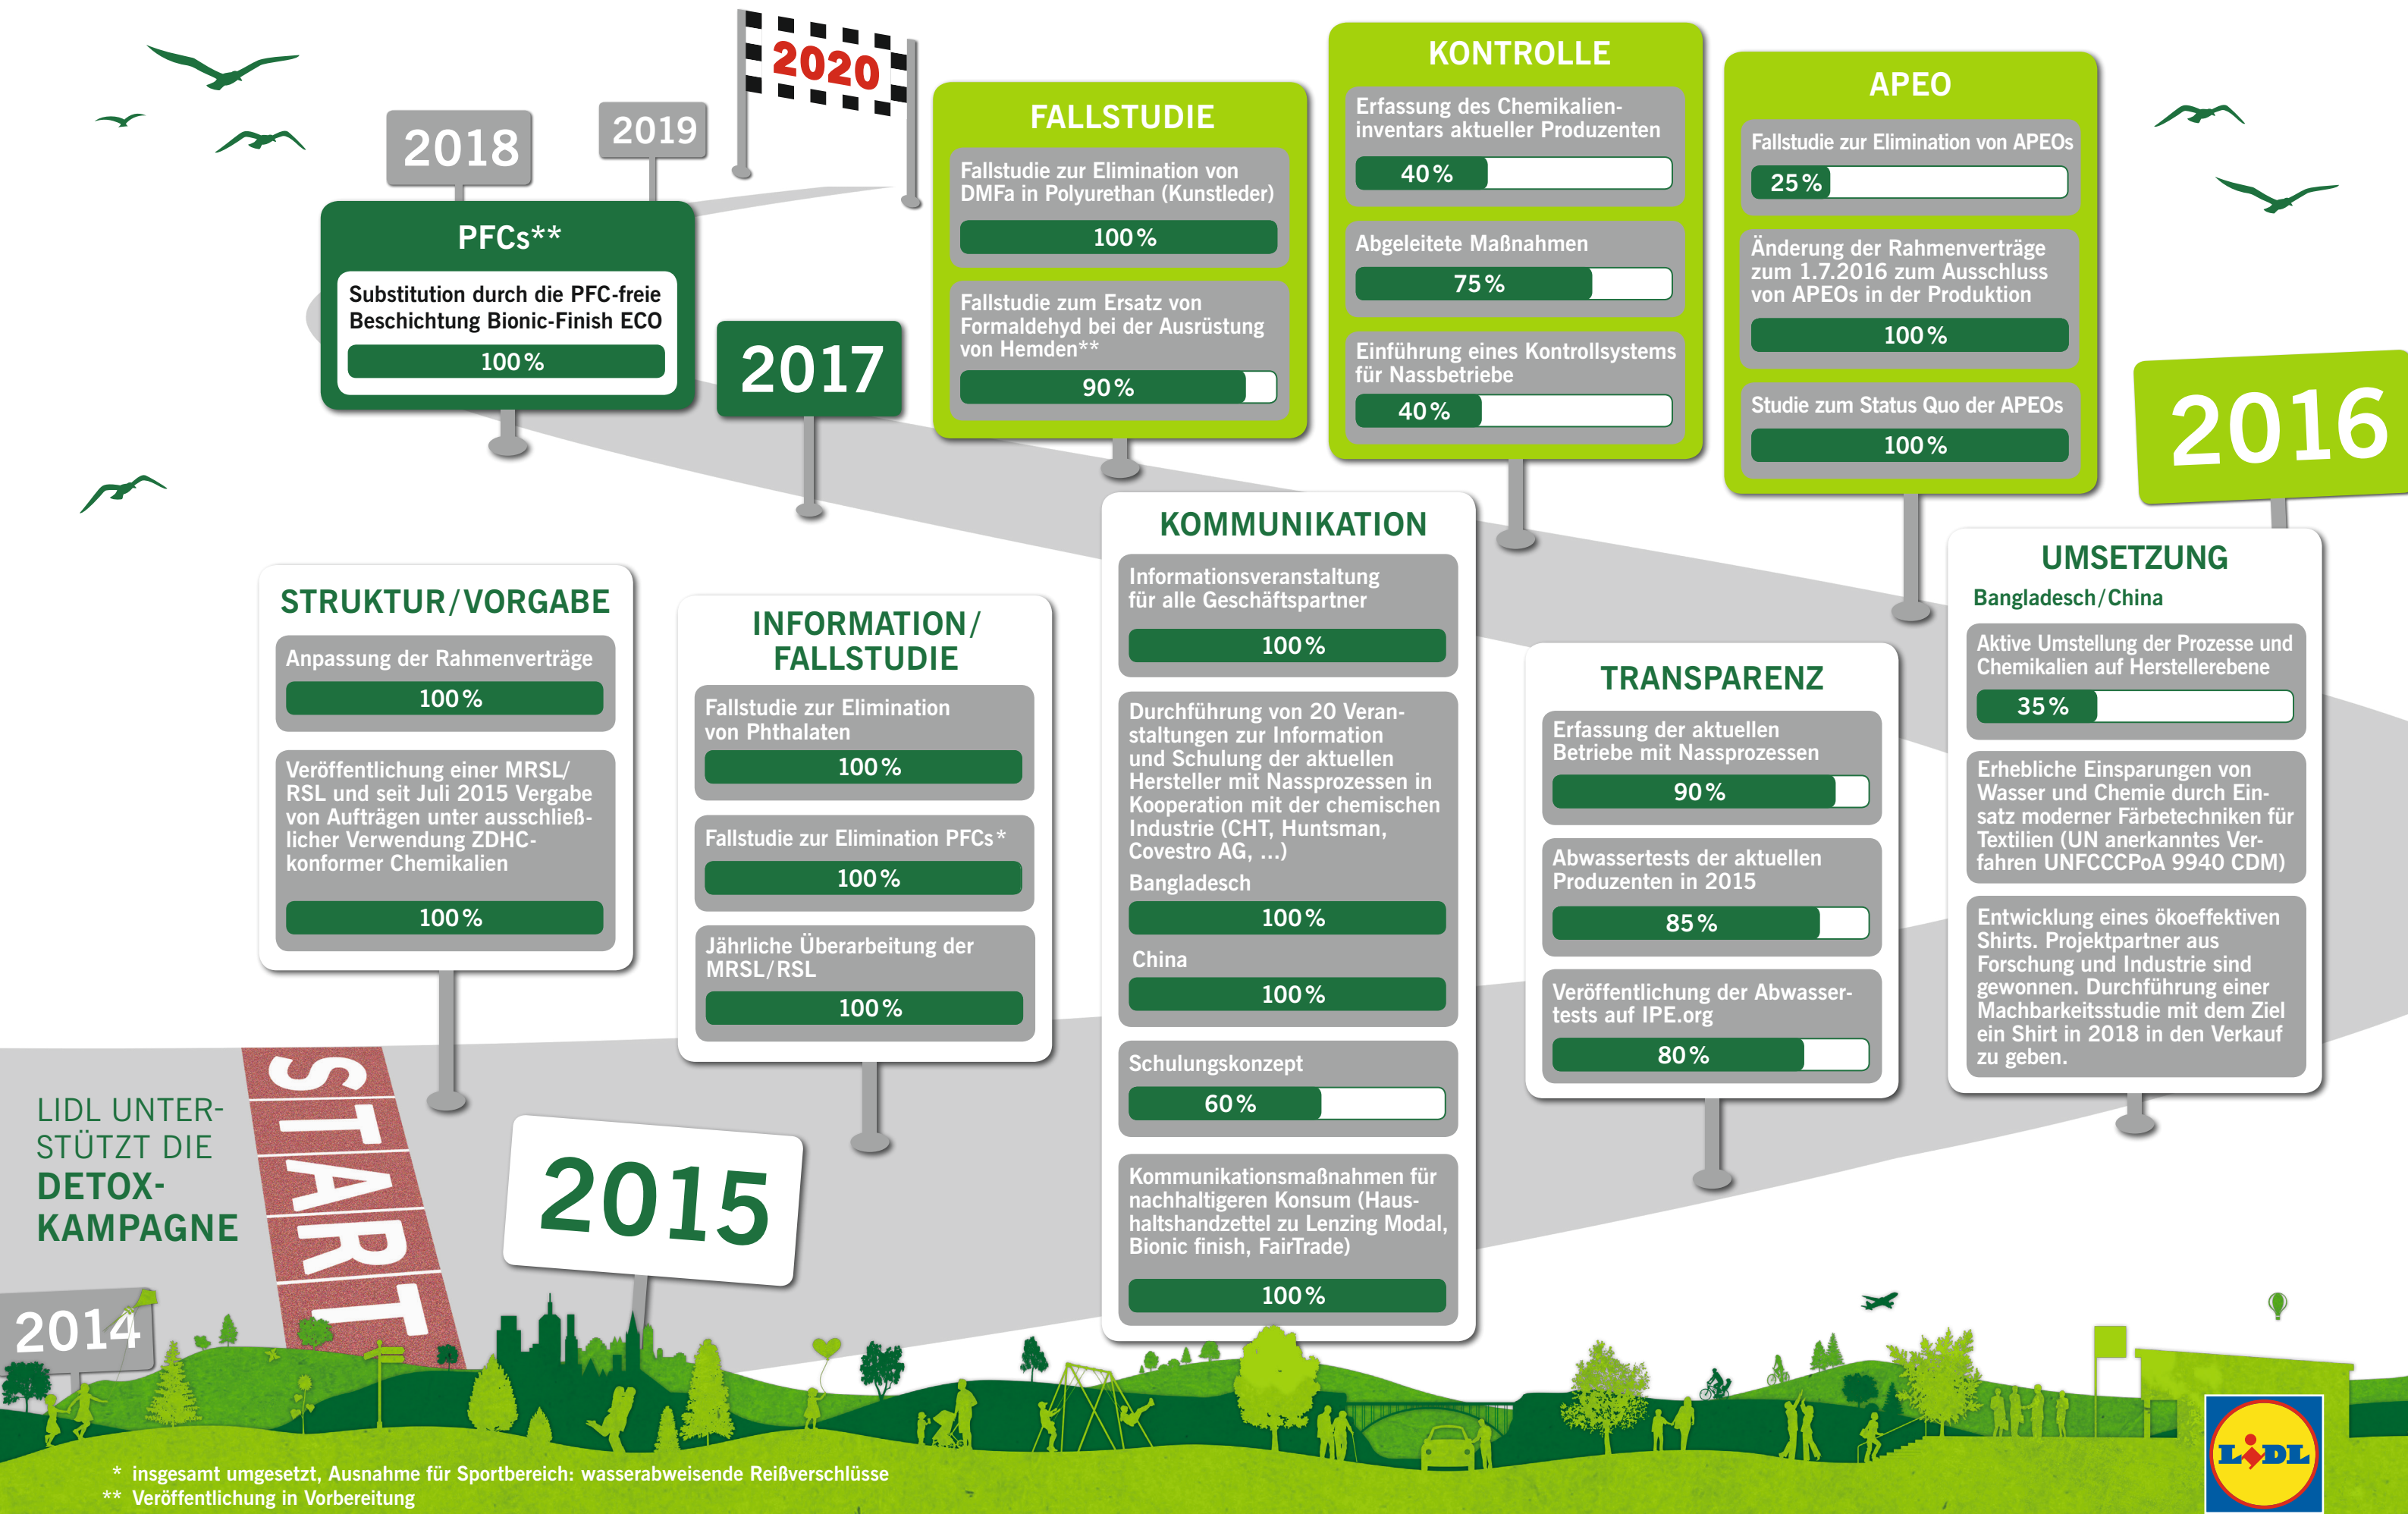 2020
2019
2018
PFCs**
Substitution durch die PFC-freie
Beschichtung Bionic-Finish ECO
100 %
2017
FALLSTUDIE
Fallstudie zur Elimination von
DMFa in Polyurethan (Kunstleder)
100 %
Fallstudie zum Ersatz von
Formaldehyd bei der Ausrüstung
von Hemden**
90 %
KONTROLLE
Erfassung des Chemikalien-
inventars aktueller Produzenten
40 %
Abgeleitete Maßnahmen
75 %
Einführung eines Kontrollsystems
für Nassbetriebe
40 %
APEO
Fallstudie zur Elimination von APEOs
25 %
Änderung der Rahmenverträge
zum 1.7.2016 zum Ausschluss
von APEOs in der Produktion
100 %
Studie zum Status Quo der APEOs
100 %
2016
STRUKTUR / VORGABE
Anpassung der Rahmenverträge
100 %
Veröffentlichung einer MRSL/
RSL und seit Juli 2015 Vergabe
von Aufträgen unter ausschließ-
licher Verwendung ZDHC-
konformer Chemikalien
100 %
INFORMATION /
FALLSTUDIE
Fallstudie zur Elimination
von Phthalaten
100 %
Fallstudie zur Elimination PFCs*
100 %
Jährliche Überarbeitung der
MRSL/RSL
100 %
KOMMUNIKATION
Informationsveranstaltung
für alle Geschäftspartner
100 %
Durchführung von 20 Veran-
staltungen zur Information
und Schulung der aktuellen
Hersteller mit Nassprozessen in
Kooperation mit der chemischen
Industrie (CHT, Huntsman,
Covestro AG, ...)
Bangladesch
100 %
China
100 %
Schulungskonzept
60 %
Kommunikationsmaßnahmen für
nachhaltigeren Konsum (Haus-
haltshandzettel zu Lenzing Modal,
Bionic finish, FairTrade)
100 %
TRANSPARENZ
Erfassung der aktuellen
Betriebe mit Nassprozessen
90 %
Abwassertests der aktuellen
Produzenten in 2015
85 %
Veröffentlichung der Abwasser-
tests auf IPE.org
80 %
UMSETZUNG
Bangladesch / China
Aktive Umstellung der Prozesse und
Chemikalien auf Herstellerebene
35 %
Erhebliche Einsparungen von
Wasser und Chemie durch Ein-
satz moderner Färbetechniken für
Textilien (UN anerkanntes Ver-
fahren UNFCCCPoA 9940 CDM)
Entwicklung eines ökoeffektiven
Shirts. Projektpartner aus
Forschung und Industrie sind
gewonnen. Durchführung einer
Machbarkeitsstudie mit dem Ziel
ein Shirt in 2018 in den Verkauf
zu geben.
LIDL UNTER-
STÜTZT DIE
DETOX-
KAMPAGNE
START
2015
2014
* insgesamt umgesetzt, Ausnahme für Sportbereich: wasserabweisende Reißverschlüsse
** Veröffentlichung in Vorbereitung
LIDL